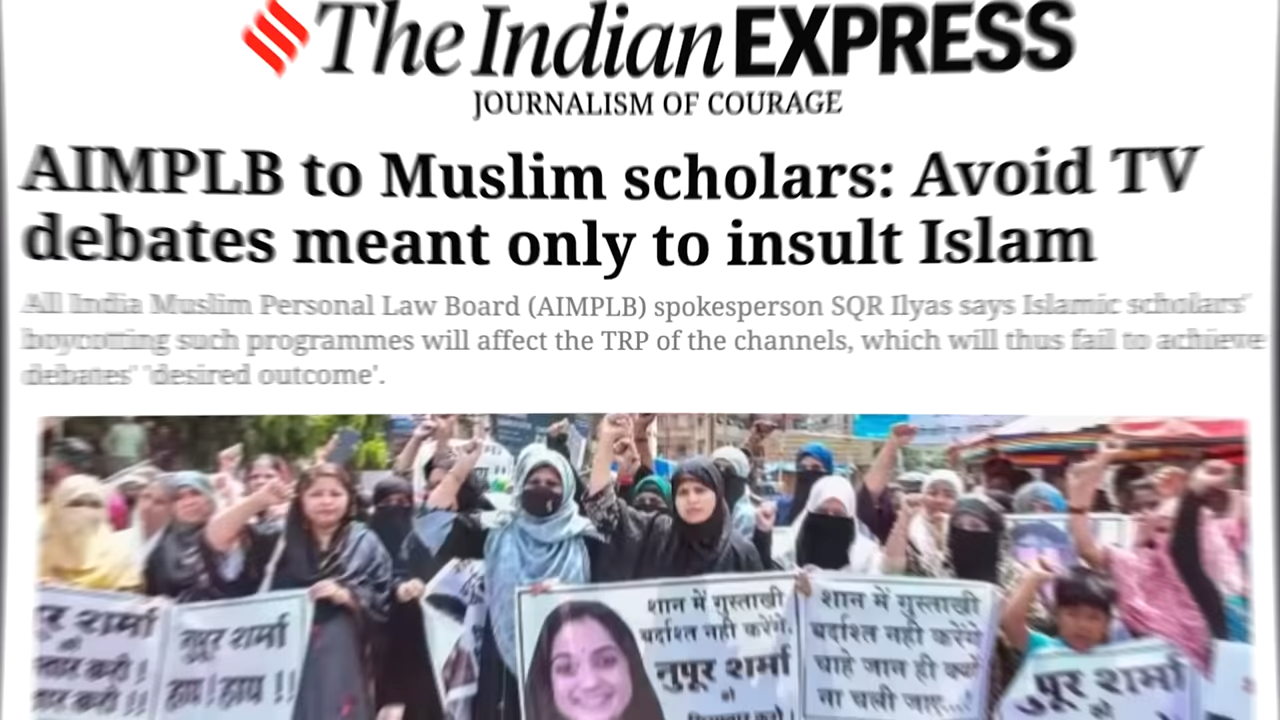 The Indian EXPRESS
JOURNALISM OF COURAGE
AIMPLB to Muslim scholars: Avoid TV
debates meant only to insult Islam
All India Muslim Personal Law Board (AIMPLB) spokesperson SQR Ilyas says Islamic scholars'
boycotting such programmes will affect the TRP of the channels, which will thus fail to achieve
debates' 'desired outcome'.
पुर शर्मा
करो !
करो !!
नुपूर शर्मा
हाय ! हाय !!
शान में गुस्ताखी
बर्दाश्त नही करेंगे.
नुपूर शर्मा
को
शान में गुस्ताखी
बर्दाश्त नही करेंगे
चाहे जान ही क्यों
ना चली जाए...!
पूर शर्मा